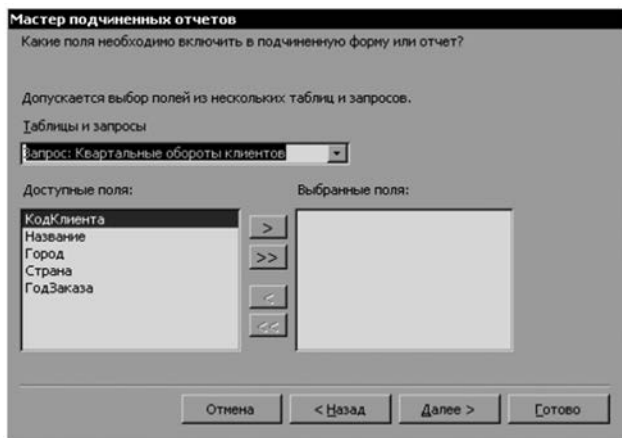 Мастер подчиненных отчетов
Какие поля необходимо включить в подчиненную форму или отчет?
Допускается выбор полей из нескольких таблиц и запросов.
Таблицы и запросы
Запрос: Квартальные обороты клиентов
Доступные поля:
Выбранные поля:
КодКлиента
Название
Город
Страна
ГодЗаказа
>
>>
<
<<
Отмена
< Назад
Далее >
Готово